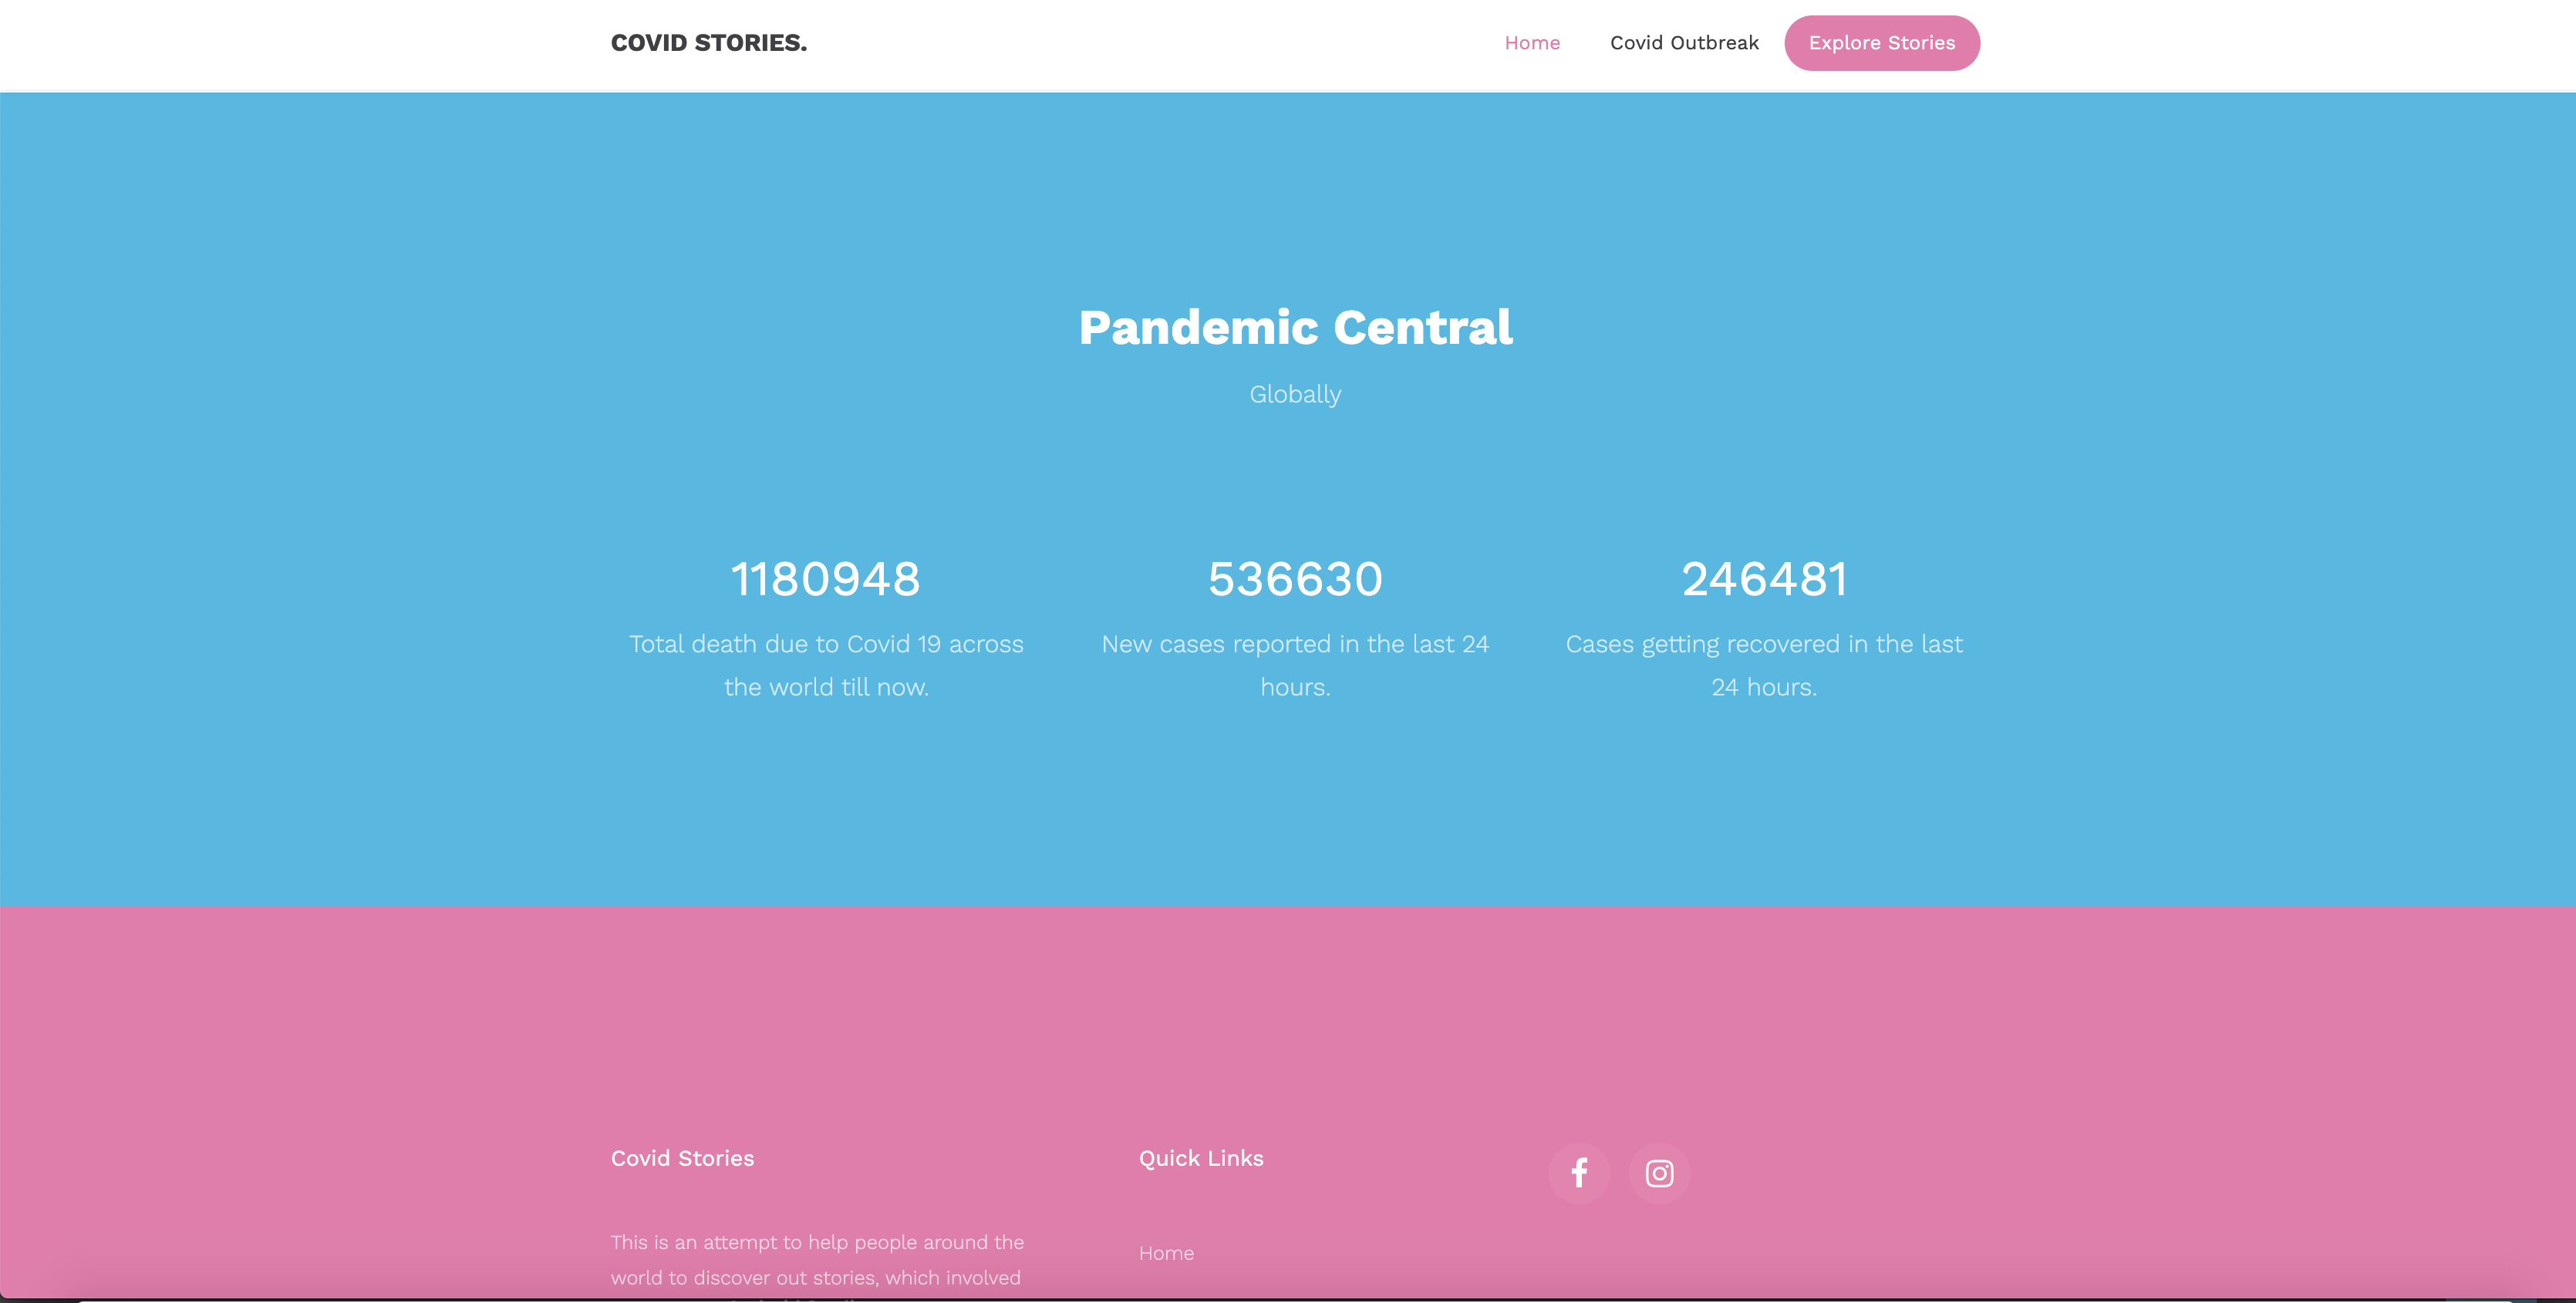 COVID STORIES.
Home
Covid Outbreak
Explore Stories
Pandemic Central
Globally
1180948
Total death due to Covid 19 across
the world till now.
536630
New cases reported in the last 24
hours.
246481
Cases getting recovered in the last
24 hours.
Covid Stories
This is an attempt to help people around the
world to discover out stories, which involved
Quick Links
Home